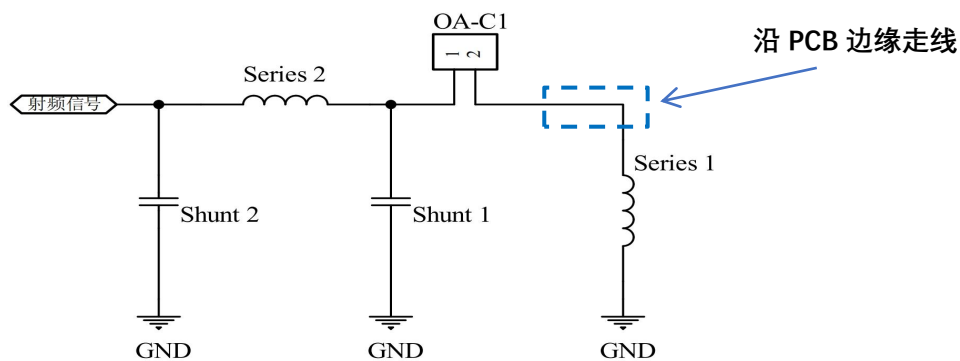 OA-C1
沿 PCB 边缘走线
1
2
Series 2
射频信号
Series 1
Shunt 2
Shunt 1
GND
GND
GND